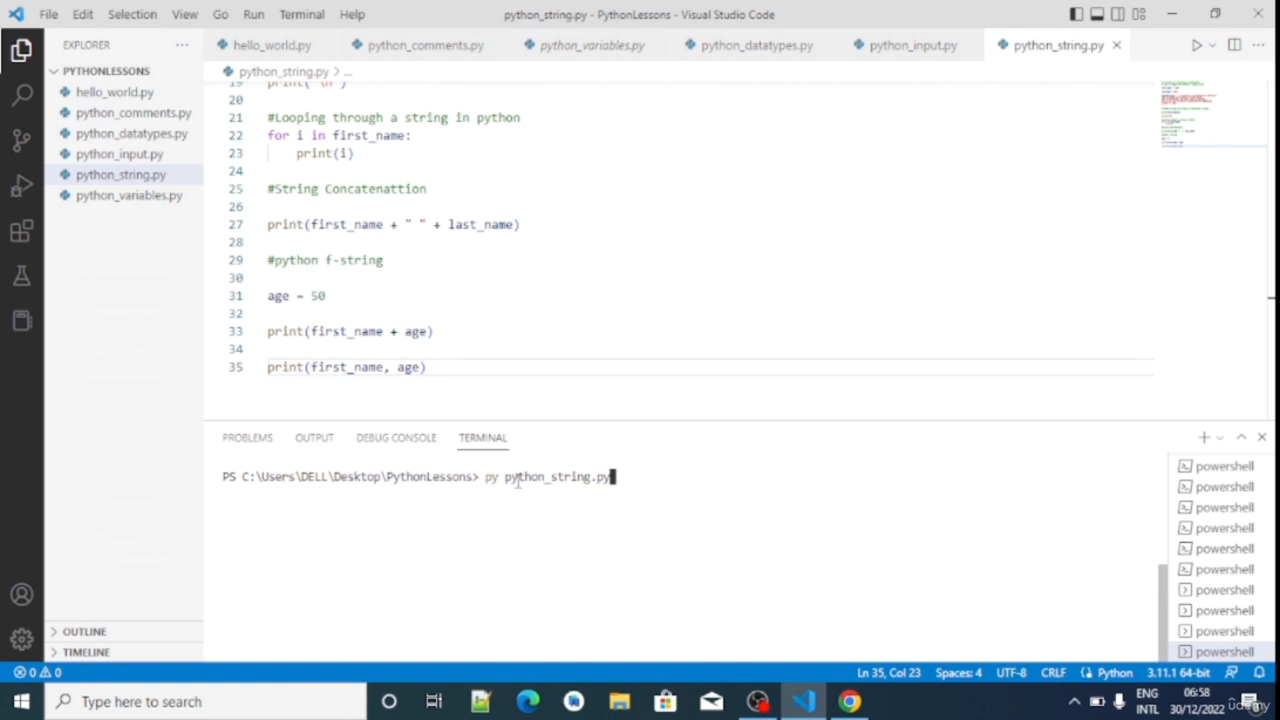 File Edit Selection View Go Run Terminal Help python_string.py - PythonLessons - Visual Studio Code
EXPLORER
hello_world.py python_comments.py python_variables.py python_datatypes.py python_input.py python_string.py
PYTHONLESSONS
hello_world.py
python_comments.py
python_datatypes.py
python_input.py
python_string.py
python_variables.py
python_string.py > ...
19 print("\n")
20
21 #Looping through a string in python
22 for i in first_name:
23 print(i)
24
25 #String Concatenattion
26
27 print(first_name + " " + last_name)
28
29 #python f-string
30
31 age = 50
32
33 print(first_name + age)
34
35 print(first_name, age)
PROBLEMS OUTPUT DEBUG CONSOLE TERMINAL
PS C:\Users\DELL\Desktop\PythonLessons> py python_string.py
powershell
powershell
powershell
powershell
powershell
powershell
powershell
powershell
powershell
powershell
OUTLINE
TIMELINE
0 0 Ln 35, Col 23 Spaces: 4 UTF-8 CRLF Python 3.11.1 64-bit
Type here to search
ENG
INTL
06:58
30/12/2022
udemy